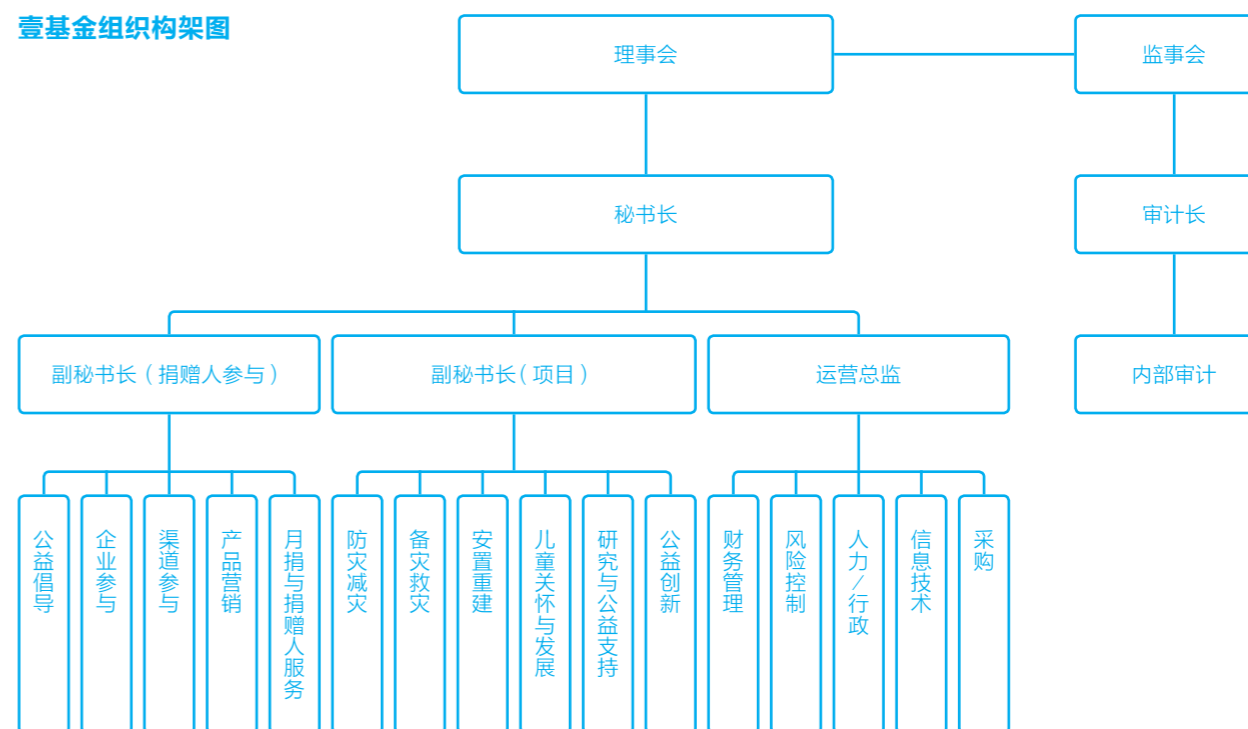 壹基金组织构架图
理事会
监事会
秘书长
审计长
副秘书长（捐赠人参与）
副秘书长（项目）
运营总监
内部审计
公益倡导
企业参与
渠道参与
产品营销
月捐与捐赠人服务
防灾减灾
备灾救灾
安置重建
儿童关怀与发展
研究与公益支持
公益创新
财务管理
风险控制
人力/行政
信息技术
采购